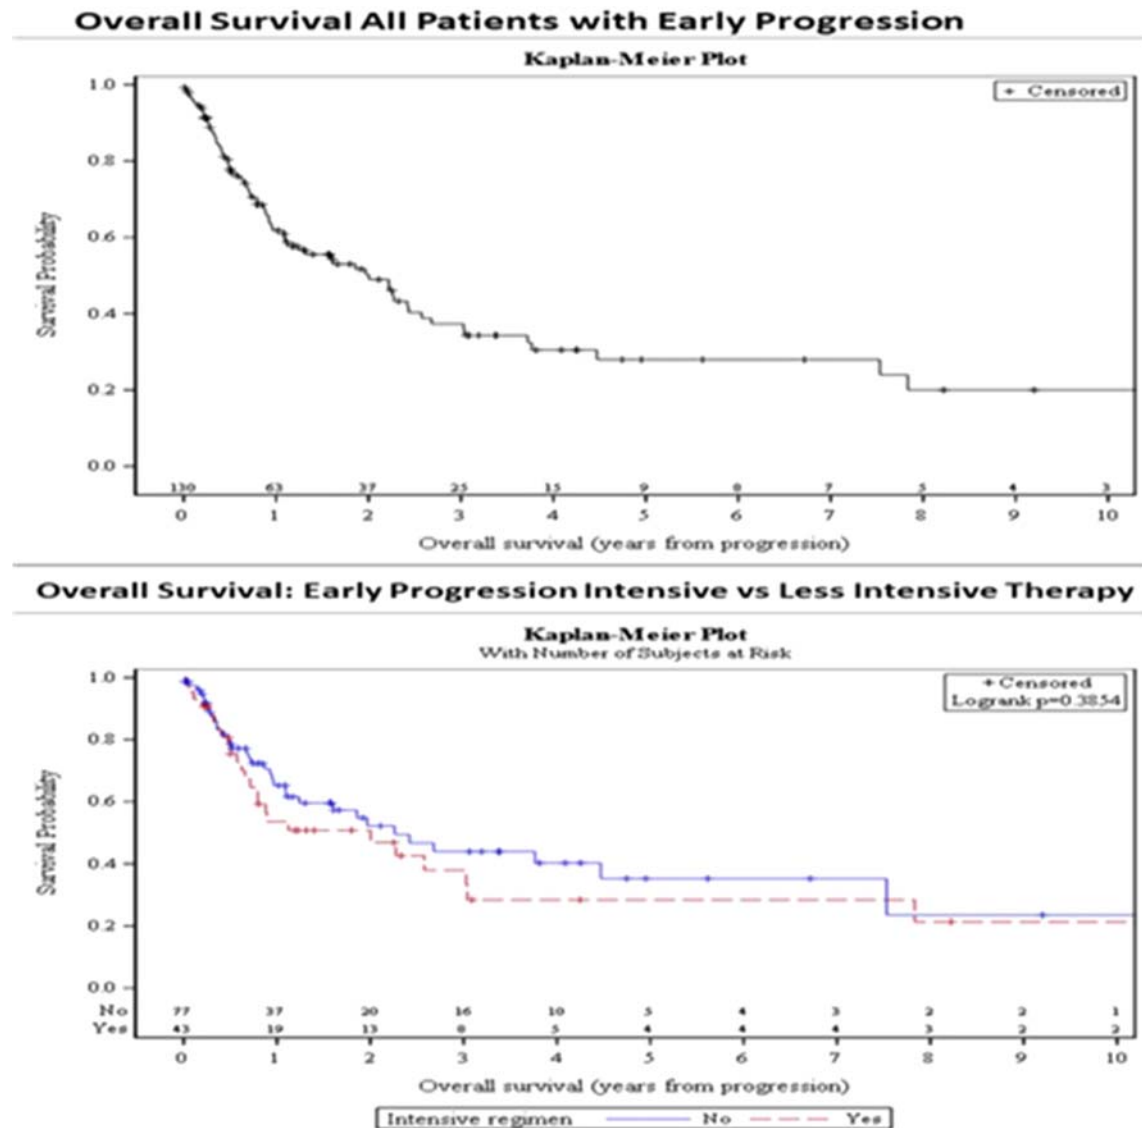 Overall Survival All Patients with Early Progression
Kaplan-Meier Plot
+ Censored
Survival Probability
1.0
0.8
0.6
0.4
0.2
0.0
130 63 37 25 15 9 8 7 5 4 3
0 1 2 3 4 5 6 7 8 9 10
Overall survival (years from progression)
Overall Survival: Early Progression Intensive vs Less Intensive Therapy
Kaplan-Meier Plot
With Number of Subjects at Risk
+ Censored
Logrank p=0.3854
Survival Probability
1.0
0.8
0.6
0.4
0.2
0.0
No 77 37 20 16 10 5 4 3 2 2 1
Yes 43 19 13 8 5 4 4 4 3 2 2
0 1 2 3 4 5 6 7 8 9 10
Overall survival (years from progression)
Intensive regimen No Yes